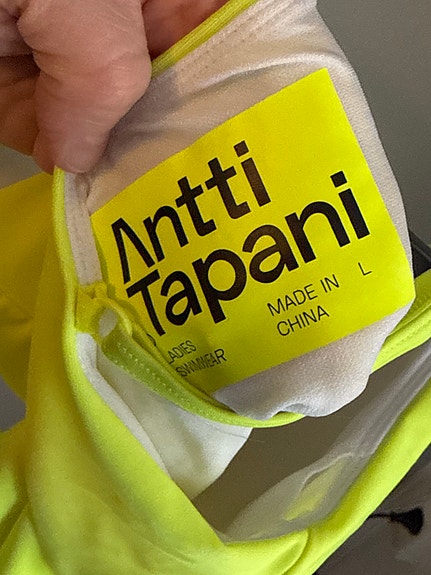 Antti
Tapani
LADIES
SWIMWEAR
MADE IN
CHINA
L